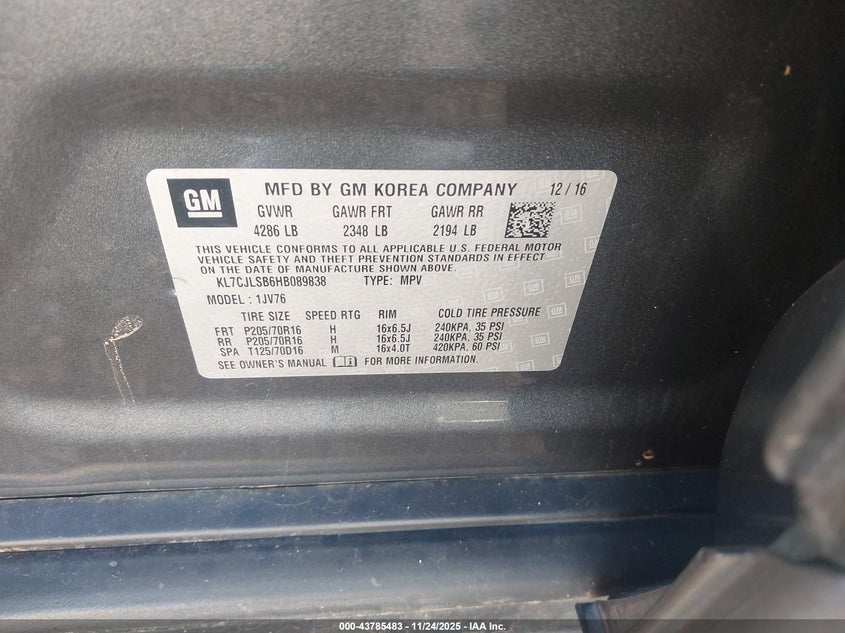 GM MFD BY GM KOREA COMPANY 12 / 16
GVWR GAWR FRT GAWR RR
4286 LB 2348 LB 2194 LB
THIS VEHICLE CONFORMS TO ALL APPLICABLE U.S. FEDERAL MOTOR
VEHICLE SAFETY AND THEFT PREVENTION STANDARDS IN EFFECT
ON THE DATE OF MANUFACTURE SHOWN ABOVE.
KL7CJLSB6HB089838 TYPE: MPV
MODEL: 1JV76
TIRE SIZE SPEED RTG RIM COLD TIRE PRESSURE
FRT P205/70R16 H 16x6.5J 240KPA, 35 PSI
RR P205/70R16 H 16x6.5J 240KPA, 35 PSI
SPA T125/70D16 M 16x4.0T 420KPA, 60 PSI
SEE OWNER'S MANUAL FOR MORE INFORMATION.
000-43785483 - 11/24/2025 - IAA Inc.